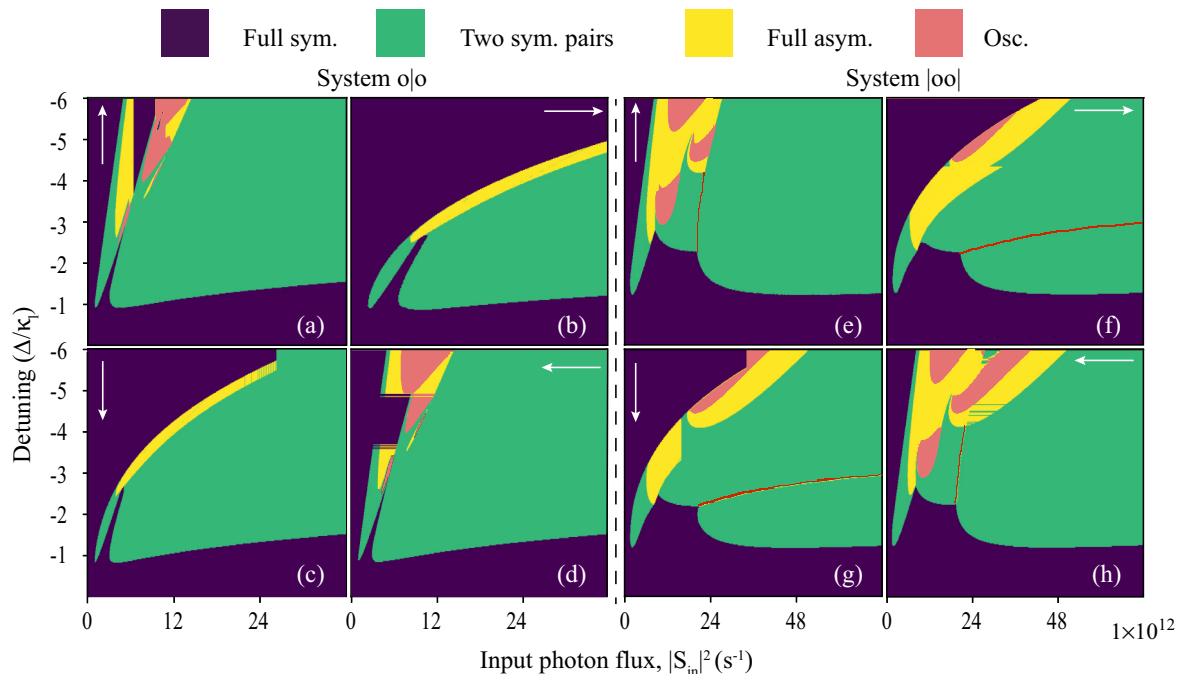 Full sym. Two sym. pairs Full asym. Osc.
System o|o System |oo|
Detuning (Δ/κ_l)
-6
-5
-4
-3
-2
-1
(a) (b) (e) (f)
-6
-5
-4
-3
-2
-1
(c) (d) (g) (h)
0 12 24 0 12 24 0 24 48 0 24 48
1×10^12
Input photon flux, |S_in|² (s⁻¹)